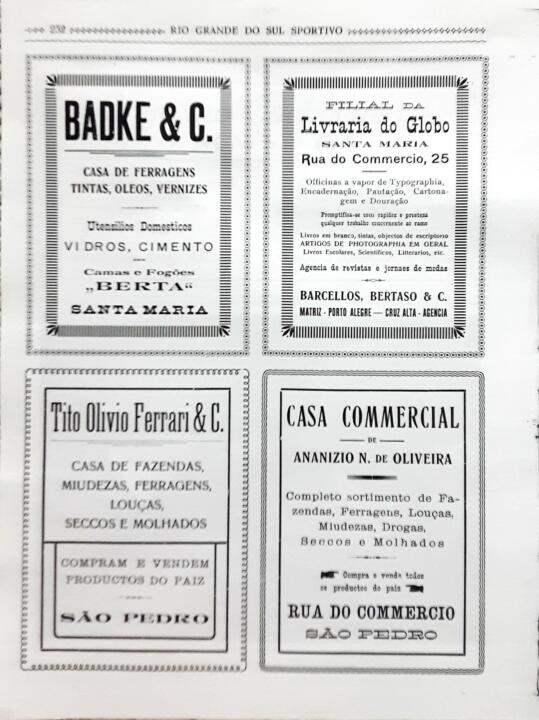 232
RIO GRANDE DO SUL SPORTIVO
BADKE & C.
CASA DE FERRAGENS
TINTAS, OLEOS, VERNIZES
Utensilios Domesticos
VIDROS, CIMENTO
Camas e Fogões
„BERTA“
SANTA MARIA
FILIAL DA
Livraria do Globo
SANTA MARIA
Rua do Commercio, 25
Officinas a vapor de Typographia,
Encadernação, Pautação, Cartona-
gem e Douração
Promptifica-se com rapidez e presteza
qualquer trabalho concernente ao ramo
Livros em branco, tintas, objectos de escriptorio
ARTIGOS DE PHOTOGRAPHIA EM GERAL
Livros Escolares, Scientificos, Litterarios, etc.
Agencia de revistas e jornaes de modas
BARCELLOS, BERTASO & C.
MATRIZ - PORTO ALEGRE — CRUZ ALTA - AGENCIA
Tito Olivio Ferrari & C.
CASA DE FAZENDAS,
MIUDEZAS, FERRAGENS,
LOUÇAS,
SECCOS E MOLHADOS
COMPRAM E VENDEM
PRODUCTOS DO PAIZ
SÃO PEDRO
CASA COMMERCIAL
DE
ANANIZIO N. DE OLIVEIRA
Completo sortimento de Fa-
zendas, Ferragens, Louças,
Miudezas, Drogas,
Seccos e Molhados
Compra e vende todos
os productos do paiz
RUA DO COMMERCIO
SÃO PEDRO